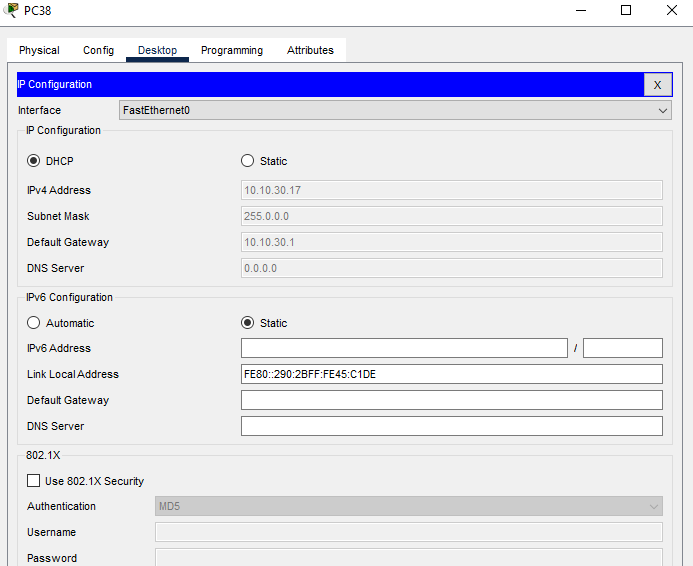 PC38
Physical Config Desktop Programming Attributes
IP Configuration X
Interface FastEthernet0
IP Configuration
DHCP Static
IPv4 Address 10.10.30.17
Subnet Mask 255.0.0.0
Default Gateway 10.10.30.1
DNS Server 0.0.0.0
IPv6 Configuration
Automatic Static
IPv6 Address /
Link Local Address FE80::290:2BFF:FE45:C1DE
Default Gateway
DNS Server
802.1X
Use 802.1X Security
Authentication MD5
Username
Password